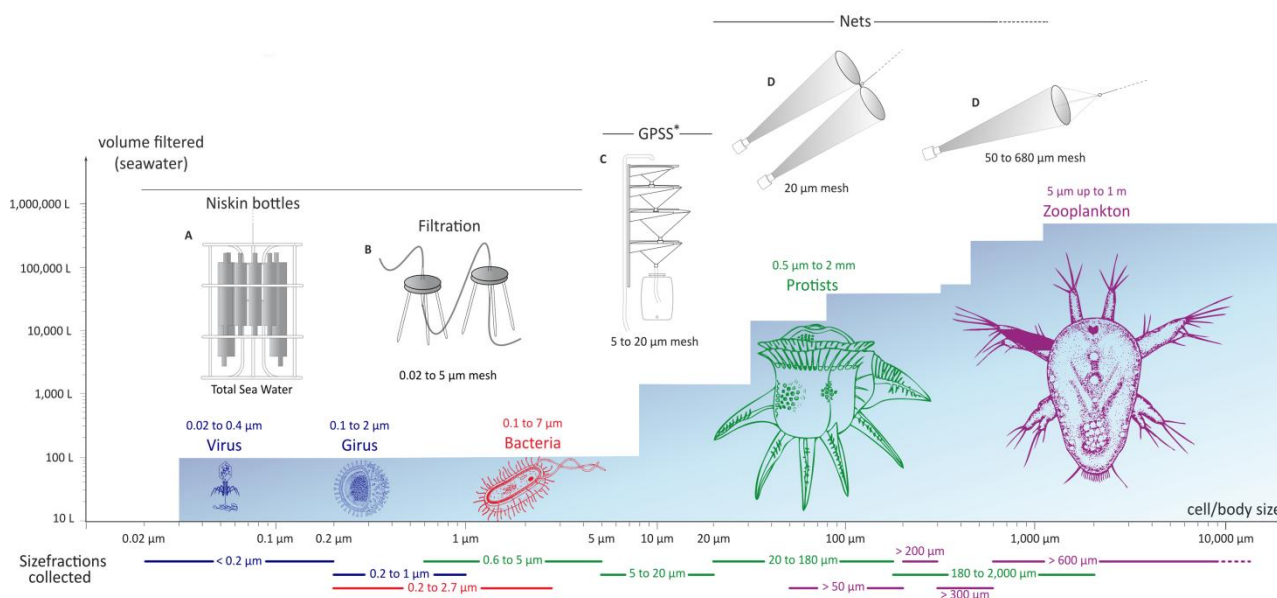 Nets
D
D
GPSS*
C
volume filtered
(seawater)
50 to 680 µm mesh
20 µm mesh
5 µm up to 1 m
Zooplankton
1,000,000 L
Niskin bottles
A
Filtration
B
100,000 L
0.5 µm to 2 mm
Protists
10,000 L
5 to 20 µm mesh
0.02 to 5 µm mesh
Total Sea Water
1,000 L
0.02 to 0.4 µm
Virus
0.1 to 2 µm
Girus
0.1 to 7 µm
Bacteria
100 L
10 L
cell/body size
0.02 µm
0.1 µm
0.2 µm
1 µm
5 µm
10 µm
20 µm
100 µm
1,000 µm
10,000 µm
Sizefractions
collected
< 0.2 µm
0.6 to 5 µm
20 to 180 µm
> 200 µm
> 600 µm
0.2 to 1 µm
5 to 20 µm
180 to 2,000 µm
0.2 to 2.7 µm
> 50 µm
> 300 µm